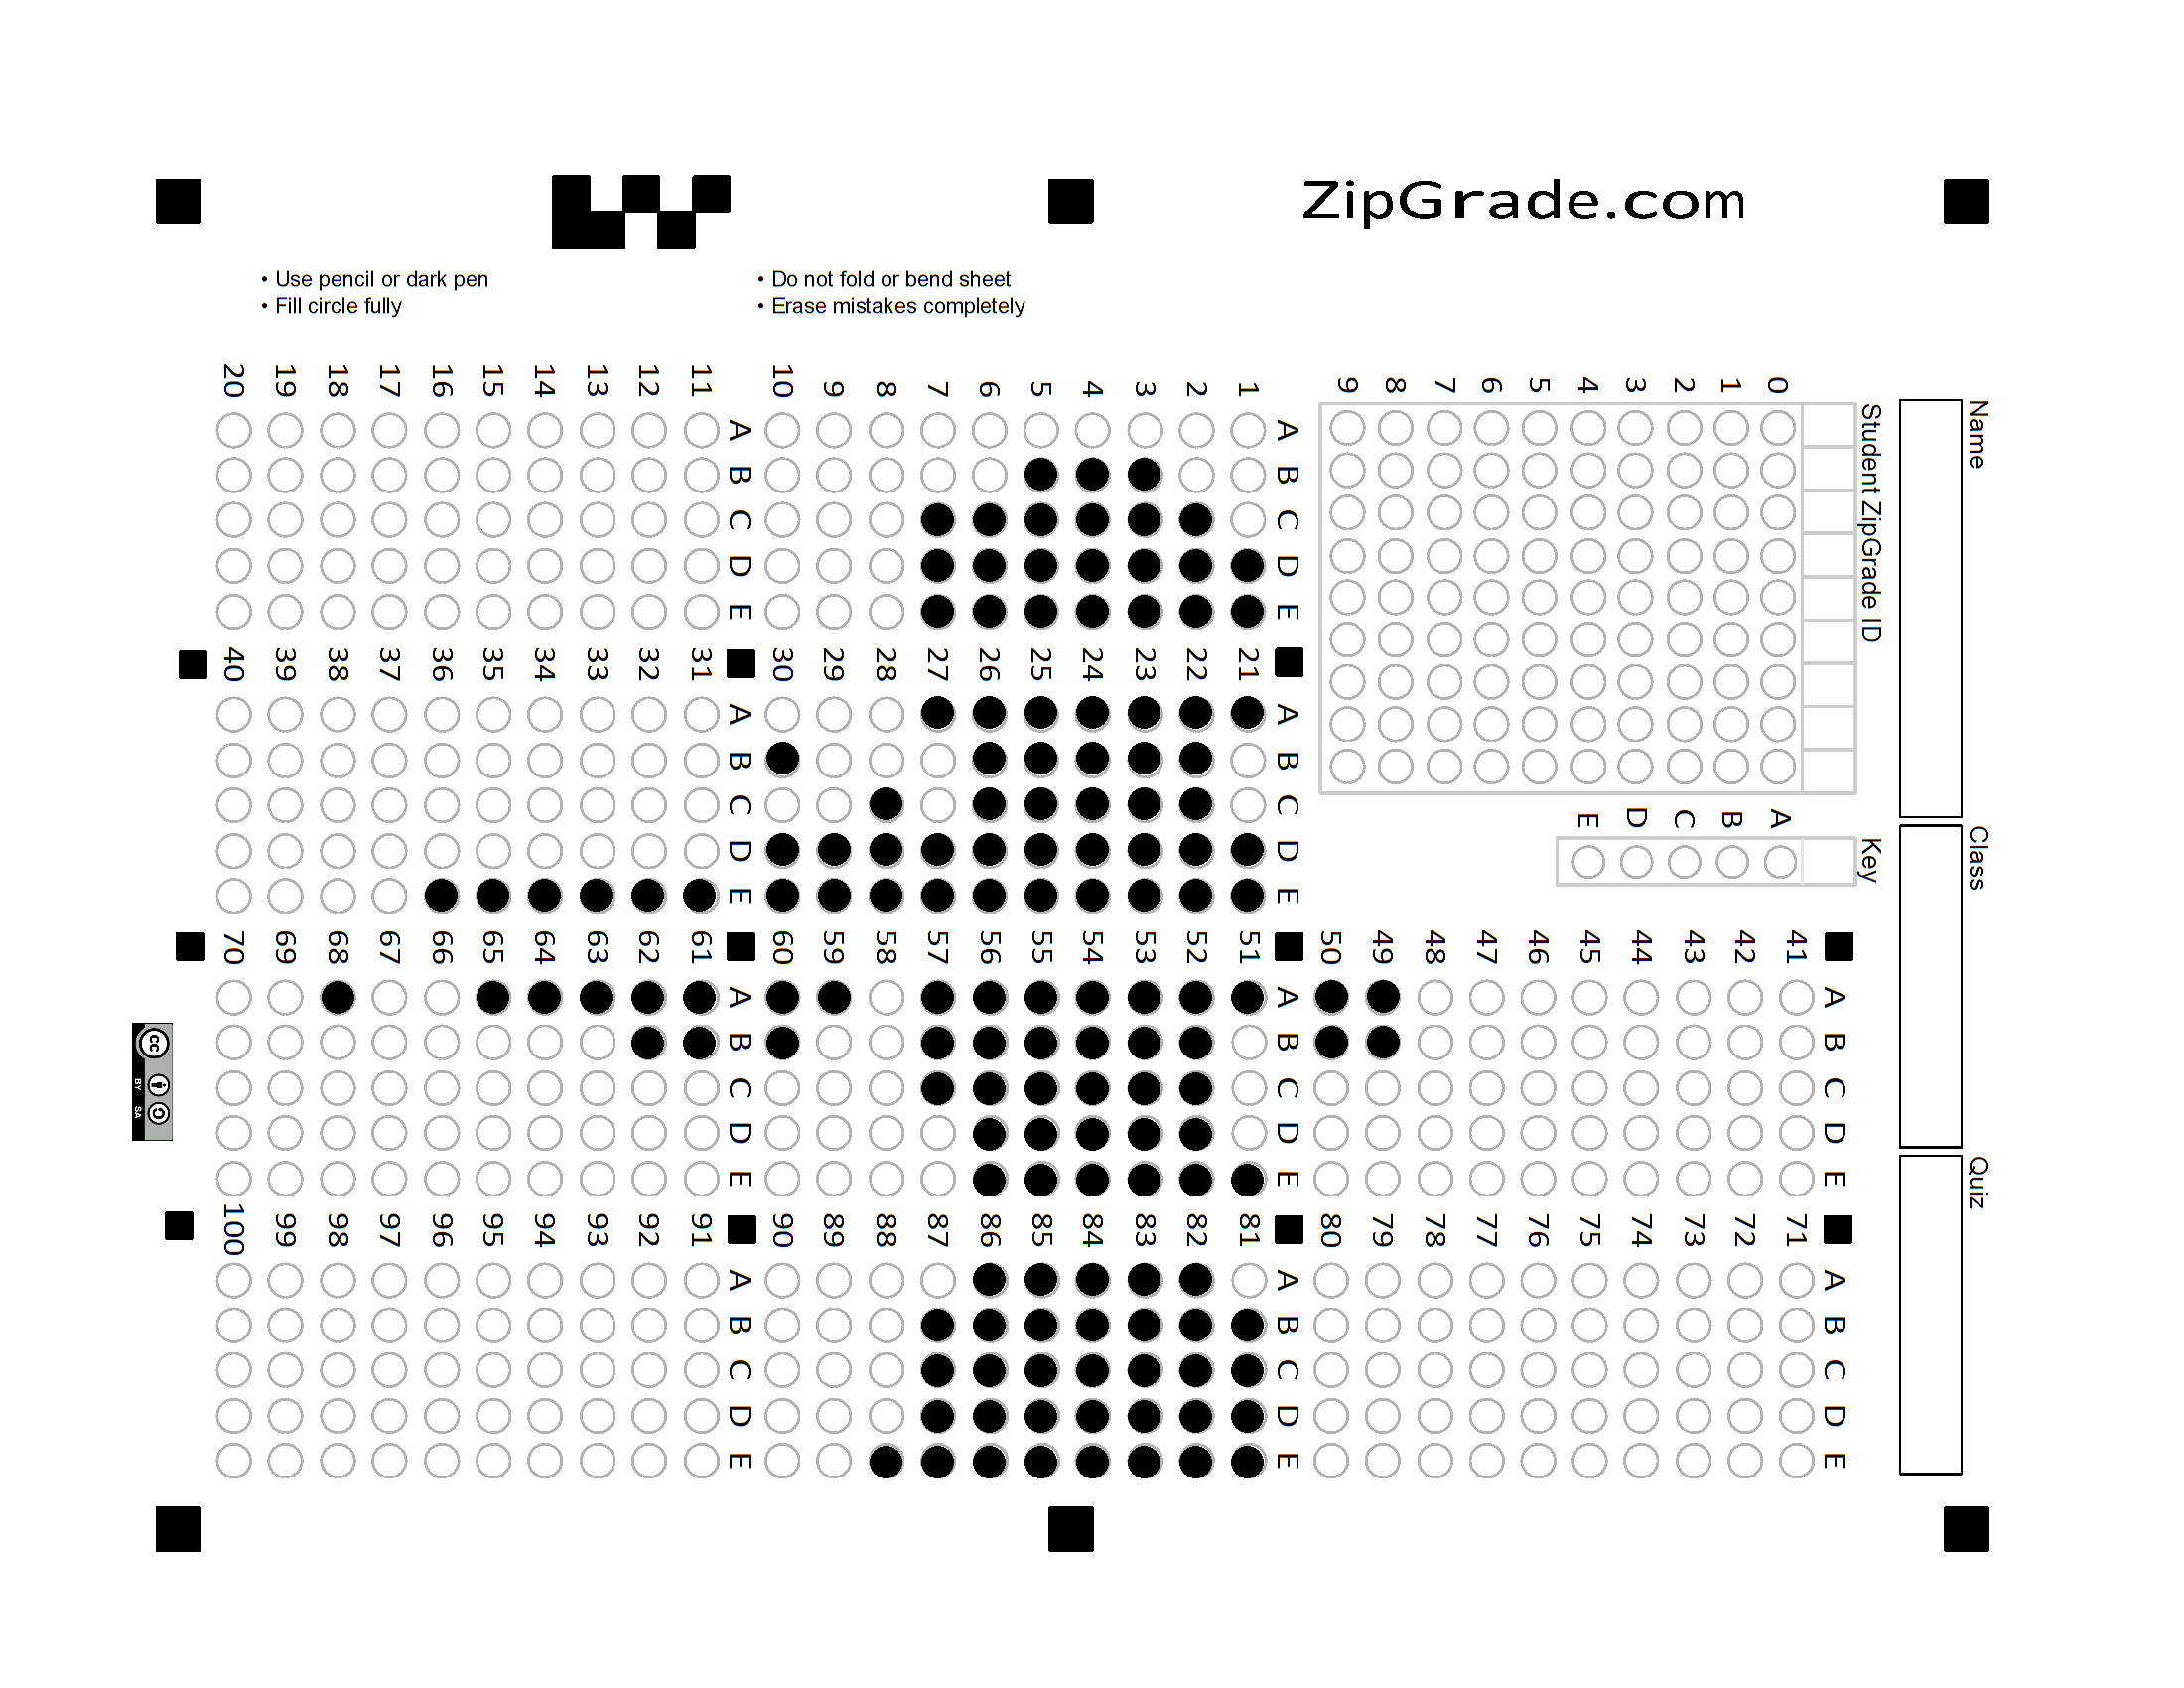 ZipGrade.com
• Use pencil or dark pen
• Fill circle fully
• Do not fold or bend sheet
• Erase mistakes completely
Name
Class
Quiz
Student ZipGrade ID
9 8 7 6 5 4 3 2 1 0
Key
E D C B A
20 19 18 17 16 15 14 13 12 11
10 9 8 7 6 5 4 3 2 1
A A
B B
C C
D D
E E
40 39 38 37 36 35 34 33 32 31
30 29 28 27 26 25 24 23 22 21
A A
B B
C C
D D
E E
70 69 68 67 66 65 64 63 62 61
60 59 58 57 56 55 54 53 52 51
50 49 48 47 46 45 44 43 42 41
A A A
B B B
C C C
D D D
E E E
100 99 98 97 96 95 94 93 92 91
90 89 88 87 86 85 84 83 82 81
80 79 78 77 76 75 74 73 72 71
A A A
B B B
C C C
D D D
E E E
cc
BY SA